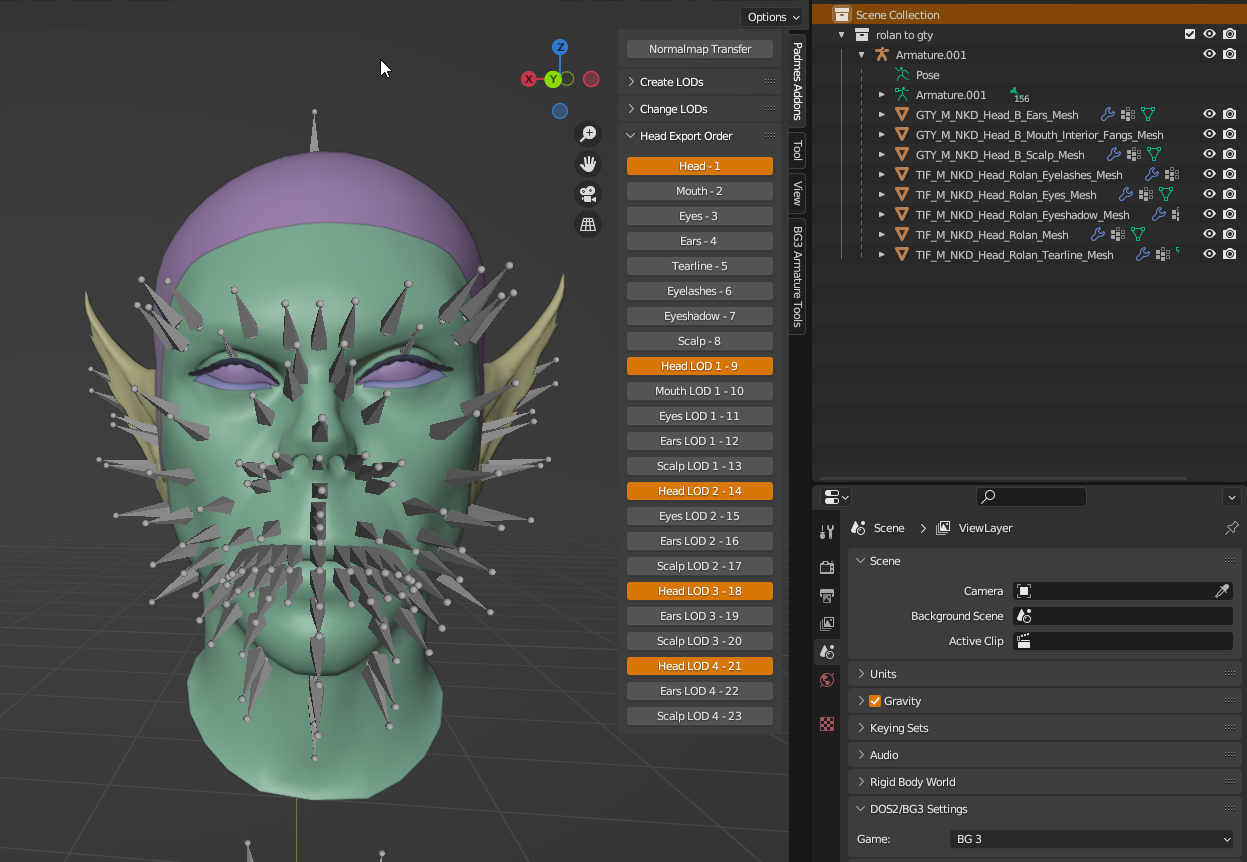 Options
Z
X
Y
Normalmap Transfer
Create LODs
Change LODs
Head Export Order
Head - 1
Mouth - 2
Eyes - 3
Ears - 4
Tearline - 5
Eyelashes - 6
Eyeshadow - 7
Scalp - 8
Head LOD 1 - 9
Mouth LOD 1 - 10
Eyes LOD 1 - 11
Ears LOD 1 - 12
Scalp LOD 1 - 13
Head LOD 2 - 14
Eyes LOD 2 - 15
Ears LOD 2 - 16
Scalp LOD 2 - 17
Head LOD 3 - 18
Ears LOD 3 - 19
Scalp LOD 3 - 20
Head LOD 4 - 21
Ears LOD 4 - 22
Scalp LOD 4 - 23
Padmes Addons
Tool
View
BG3 Armature Tools
Scene Collection
rolan to gty
Armature.001
Pose
Armature.001
156
GTY_M_NKD_Head_B_Ears_Mesh
GTY_M_NKD_Head_B_Mouth_Interior_Fangs_Mesh
GTY_M_NKD_Head_B_Scalp_Mesh
TIF_M_NKD_Head_Rolan_Eyelashes_Mesh
TIF_M_NKD_Head_Rolan_Eyes_Mesh
TIF_M_NKD_Head_Rolan_Eyeshadow_Mesh
TIF_M_NKD_Head_Rolan_Mesh
TIF_M_NKD_Head_Rolan_Tearline_Mesh
Scene
ViewLayer
Scene
Camera
Background Scene
Active Clip
Units
Gravity
Keying Sets
Audio
Rigid Body World
DOS2/BG3 Settings
Game: BG 3